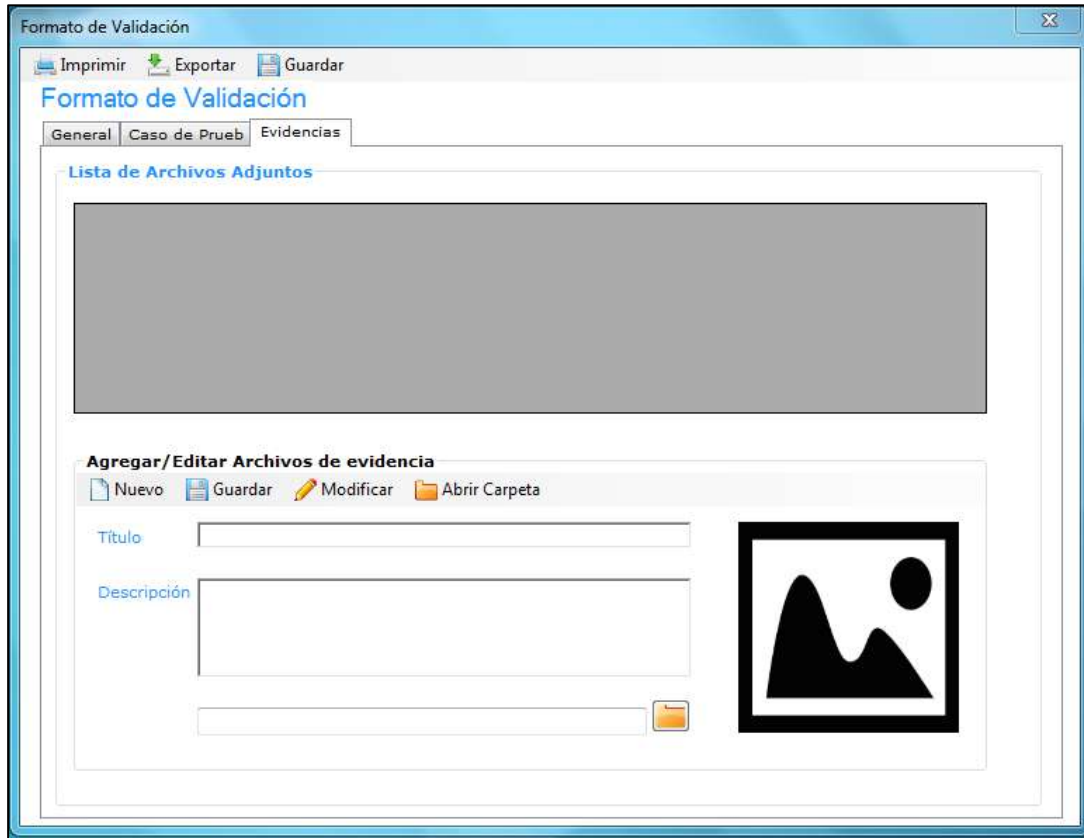 Formato de Validación
Imprimir Exportar Guardar
Formato de Validación
General Caso de Prueb Evidencias
Lista de Archivos Adjuntos
Agregar/Editar Archivos de evidencia
Nuevo Guardar Modificar Abrir Carpeta
Título
Descripción